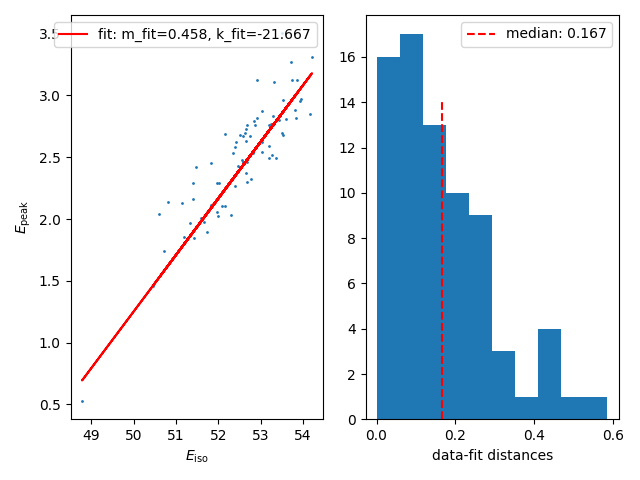 3.5
3.0
2.5
2.0
1.5
1.0
0.5
E_peak
49 50 51 52 53 54
E_iso
fit: m_fit=0.458, k_fit=-21.667
16
14
12
10
8
6
4
2
0
0.0 0.2 0.4 0.6
data-fit distances
median: 0.167